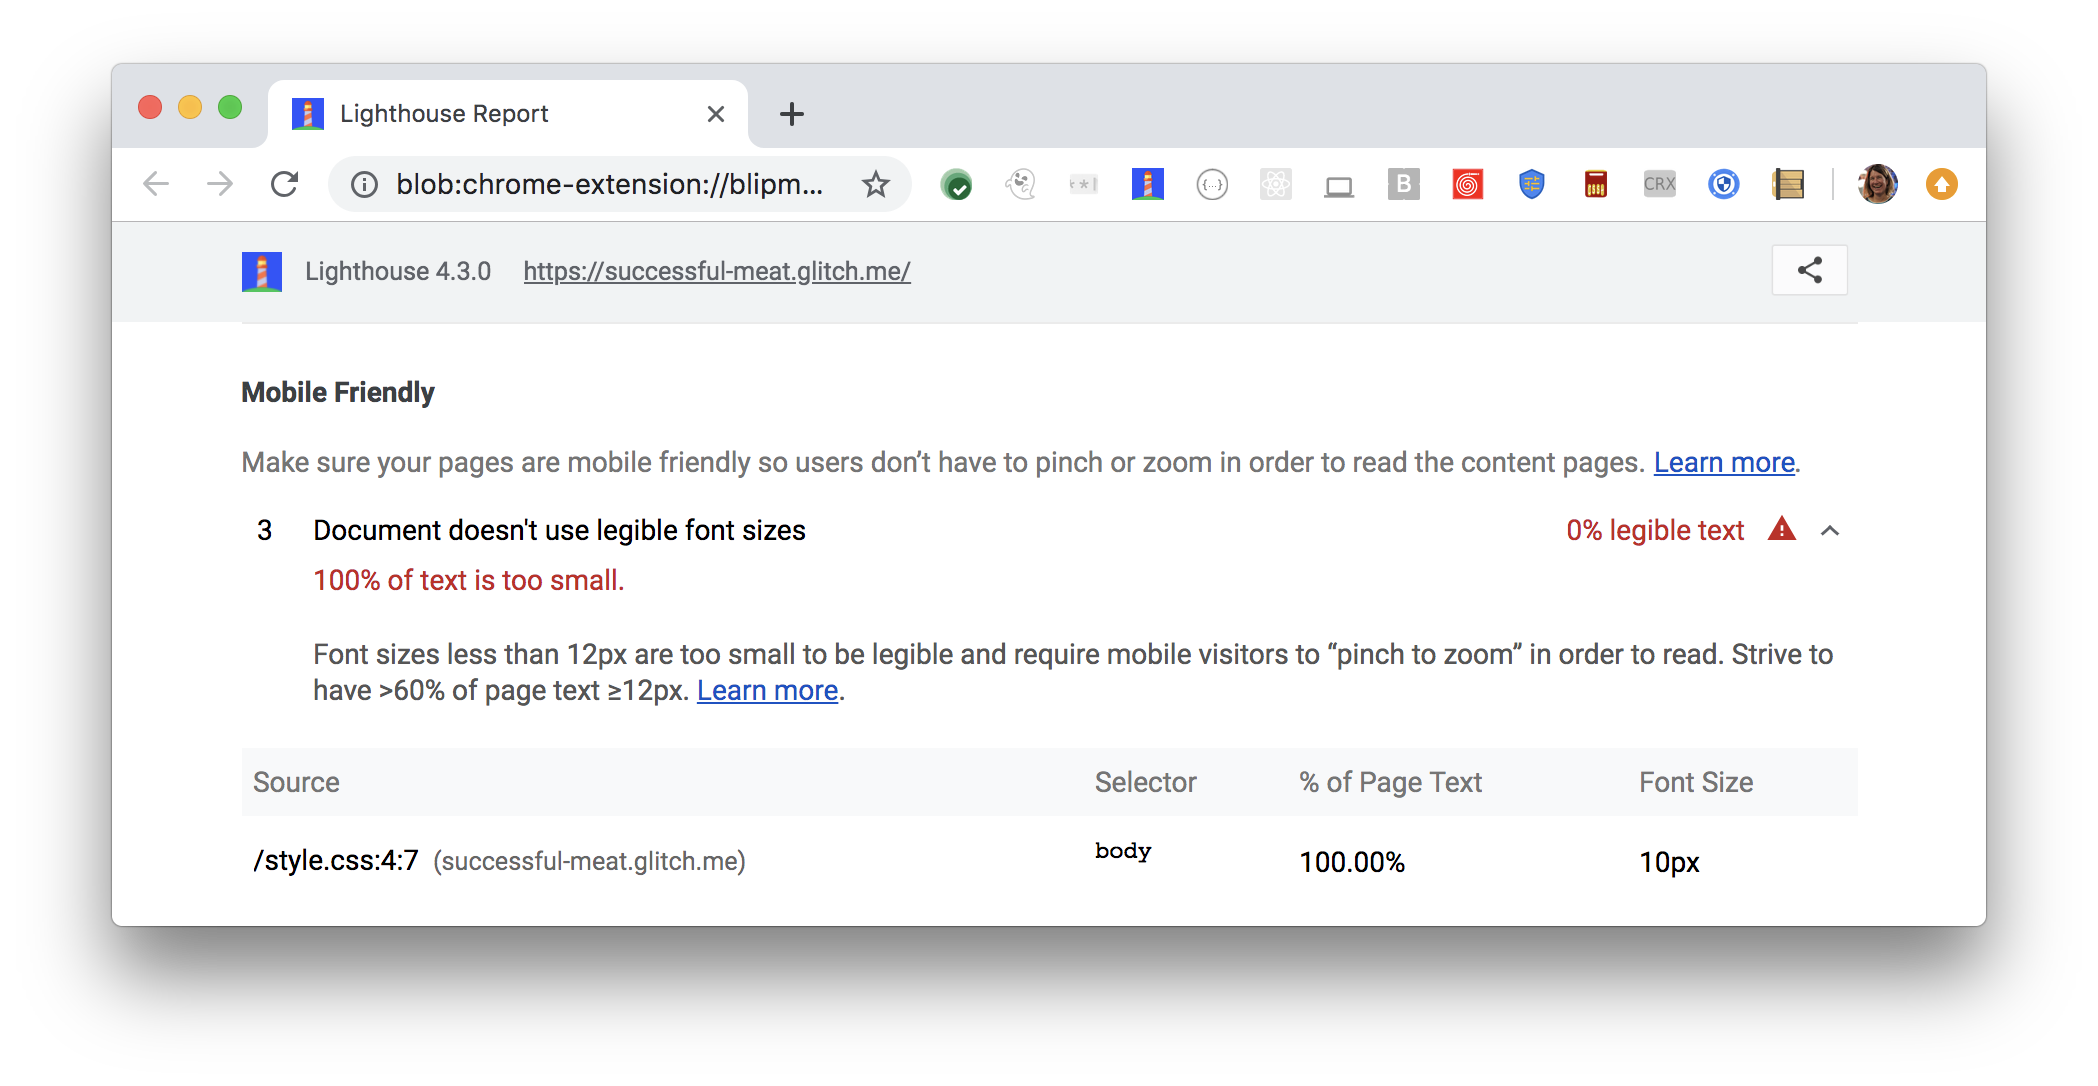 Lighthouse Report
blob:chrome-extension://blipm...
**|
{...}
B
CRX
Lighthouse 4.3.0 https://successful-meat.glitch.me/
Mobile Friendly
Make sure your pages are mobile friendly so users don’t have to pinch or zoom in order to read the content pages. Learn more.
3 Document doesn't use legible font sizes 0% legible text
100% of text is too small.
Font sizes less than 12px are too small to be legible and require mobile visitors to “pinch to zoom” in order to read. Strive to
have >60% of page text ≥12px. Learn more.
Source Selector % of Page Text Font Size
/style.css:4:7 (successful-meat.glitch.me) body 100.00% 10px